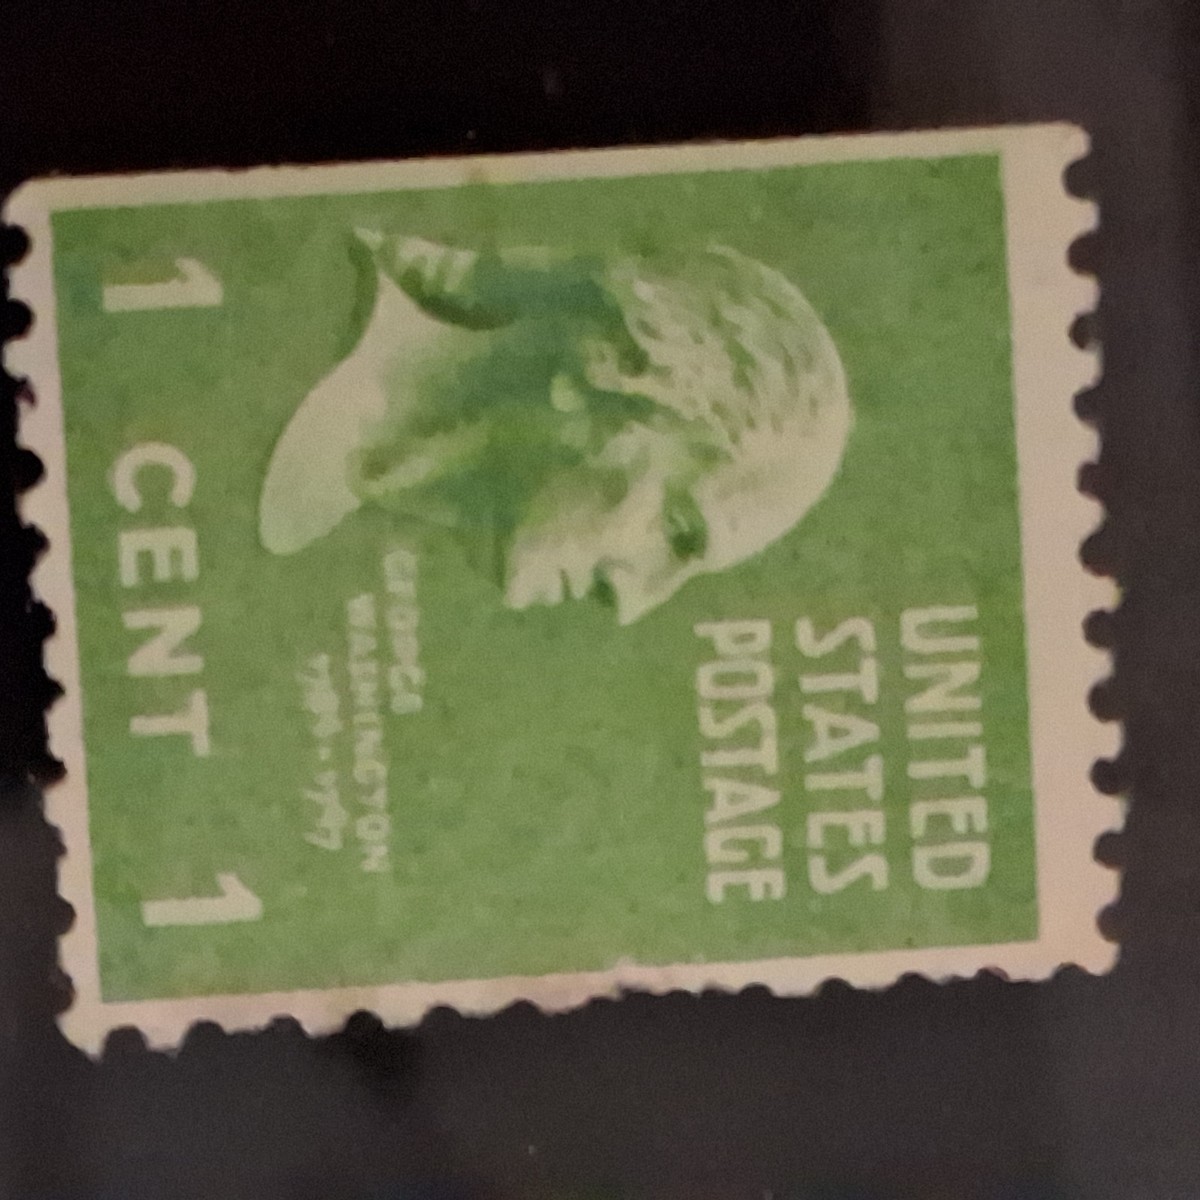 UNITED
STATES
POSTAGE
GEORGE
WASHINGTON
1 CENT 1